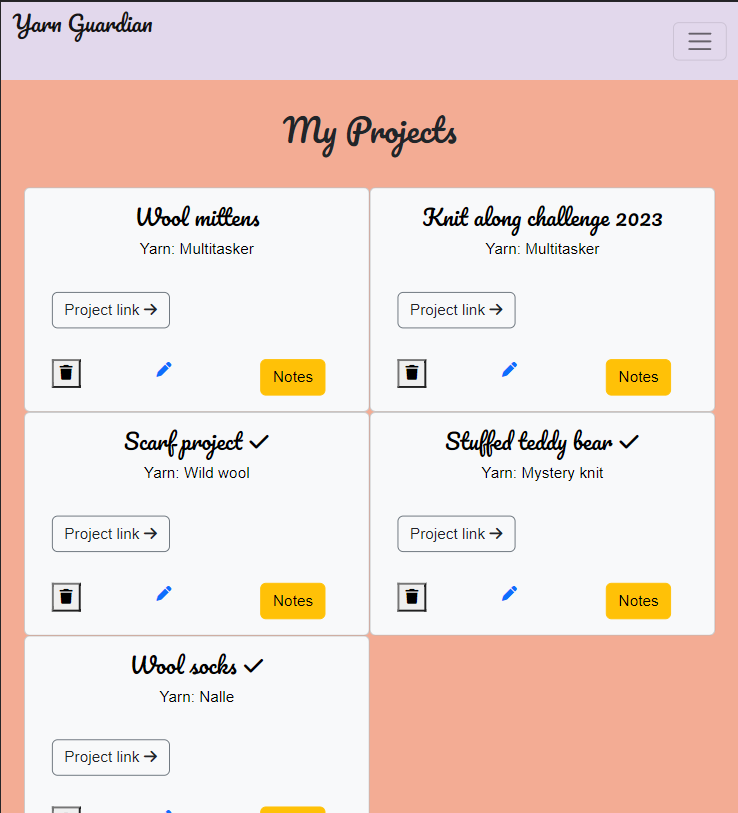 Yarn Guardian
My Projects
Wool mittens
Yarn: Multitasker
Project link
Notes
Knit along challenge 2023
Yarn: Multitasker
Project link
Notes
Scarf project
Yarn: Wild wool
Project link
Notes
Stuffed teddy bear
Yarn: Mystery knit
Project link
Notes
Wool socks
Yarn: Nalle
Project link